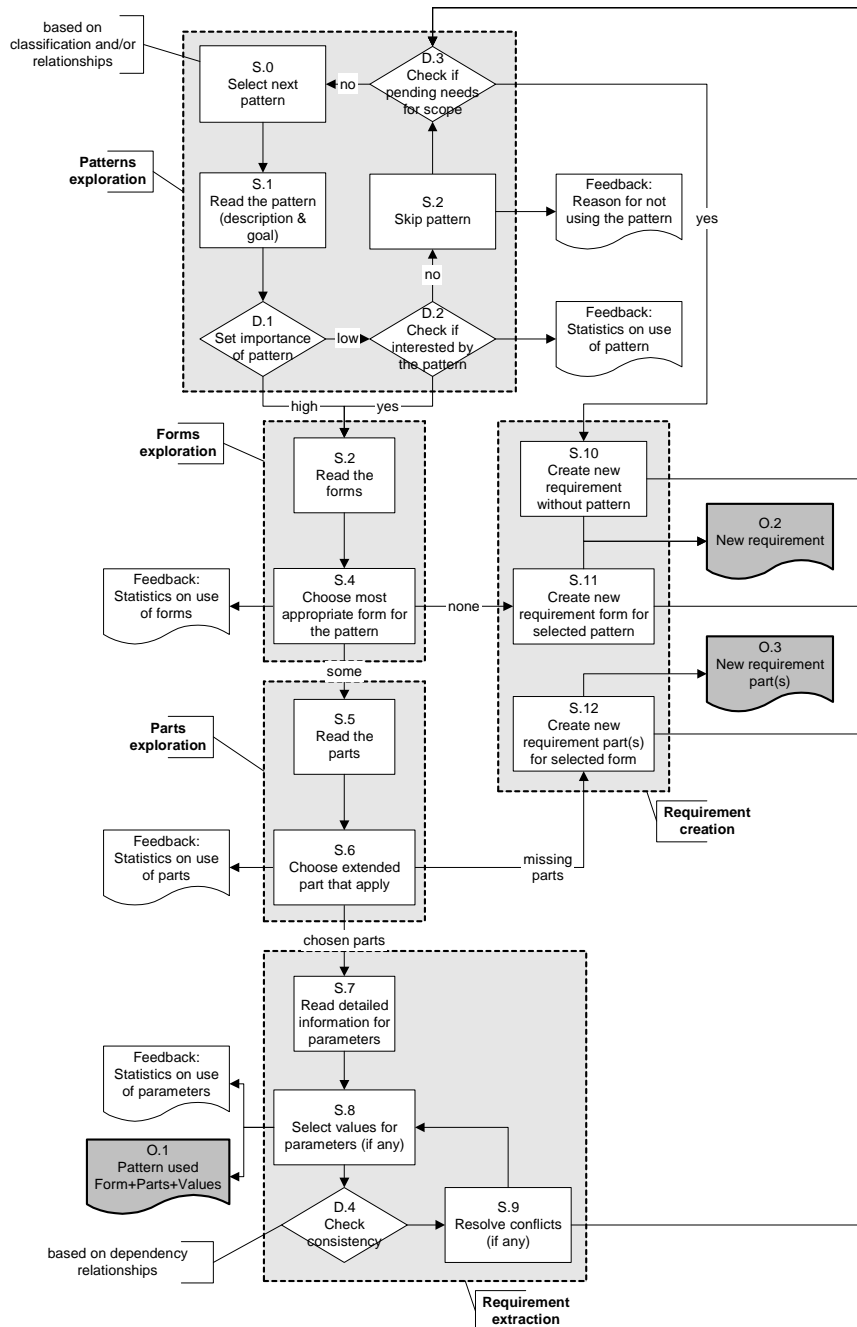 based on
classification and/or
relationships
S.0
Select next
pattern
no
D.3
Check if
pending needs
for scope
Patterns
exploration
S.1
Read the pattern
(description &
goal)
S.2
Skip pattern
Feedback:
Reason for not
using the pattern
yes
no
D.1
Set importance
of pattern
low
D.2
Check if
interested by
the pattern
Feedback:
Statistics on use
of pattern
high
yes
Forms
exploration
S.2
Read the
forms
S.10
Create new
requirement
without pattern
O.2
New requirement
Feedback:
Statistics on use
of forms
S.4
Choose most
appropriate form for
the pattern
none
S.11
Create new
requirement form for
selected pattern
O.3
New requirement
part(s)
some
Parts
exploration
S.5
Read the
parts
S.12
Create new
requirement part(s)
for selected form
Requirement
creation
Feedback:
Statistics on use
of parts
S.6
Choose extended
part that apply
missing
parts
chosen parts
S.7
Read detailed
information for
parameters
Feedback:
Statistics on use
of parameters
S.8
Select values for
parameters (if any)
O.1
Pattern used
Form+Parts+Values
D.4
Check
consistency
S.9
Resolve conflicts
(if any)
based on dependency
relationships
Requirement
extraction